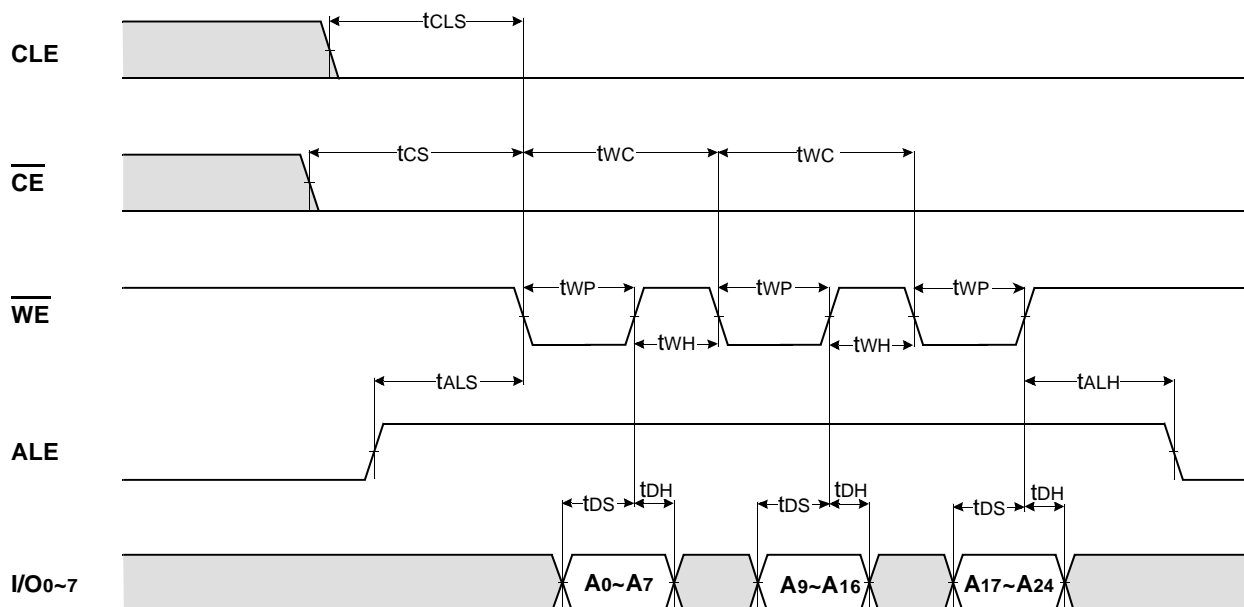 CLE
tCLS
CE
tCS
tWC
tWC
WE
tWP
tWP
tWP
tWH
tWH
ALE
tALS
tALH
tDS
tDH
tDS
tDH
tDS
tDH
I/O0~7
A0~A7
A9~A16
A17~A24